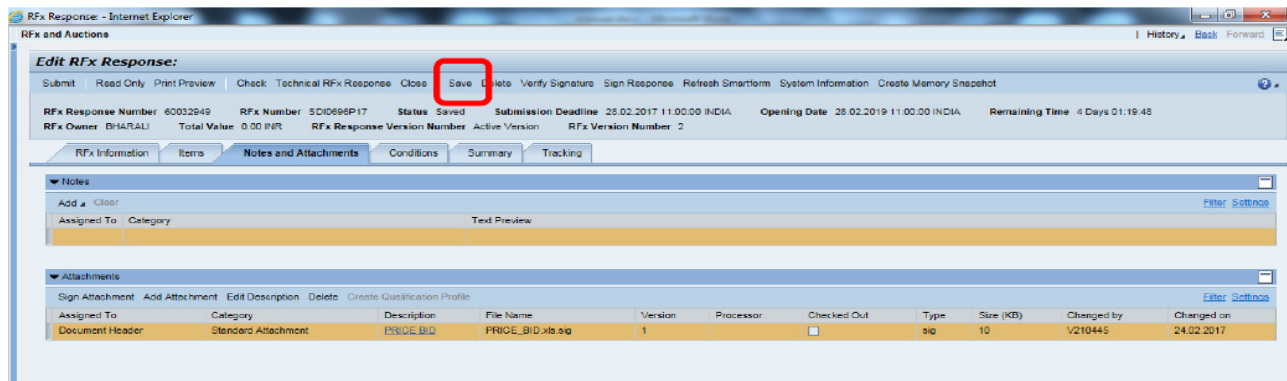 RFx Response: - Internet Explorer
RFx and Auctions History Back Forward
Edit RFx Response:
Submit Read Only Print Preview Check Technical RFx Response Close Save Delete Verify Signature Sign Response Refresh Smartform System Information Create Memory Snapshot
RFx Response Number 60032949 RFx Number SDI0696P17 Status Saved Submission Deadline 28.02.2017 11:00:00 INDIA Opening Date 28.02.2019 11:00:00 INDIA Remaining Time 4 Days 01:19:48
RFx Owner BHARALI Total Value 0.00 INR RFx Response Version Number Active Version RFx Version Number 2
RFx Information Items Notes and Attachments Conditions Summary Tracking
Notes
Add Clear Filter Settings
Assigned To Category Text Preview
Attachments
Sign Attachment Add Attachment Edit Description Delete Create Qualification Profile Filter Settings
Assigned To Category Description File Name Version Processor Checked Out Type Size (KB) Changed by Changed on
Document Header Standard Attachment PRICE BID PRICE_BID.xls.sig 1 sig 10 V210445 24.02.2017